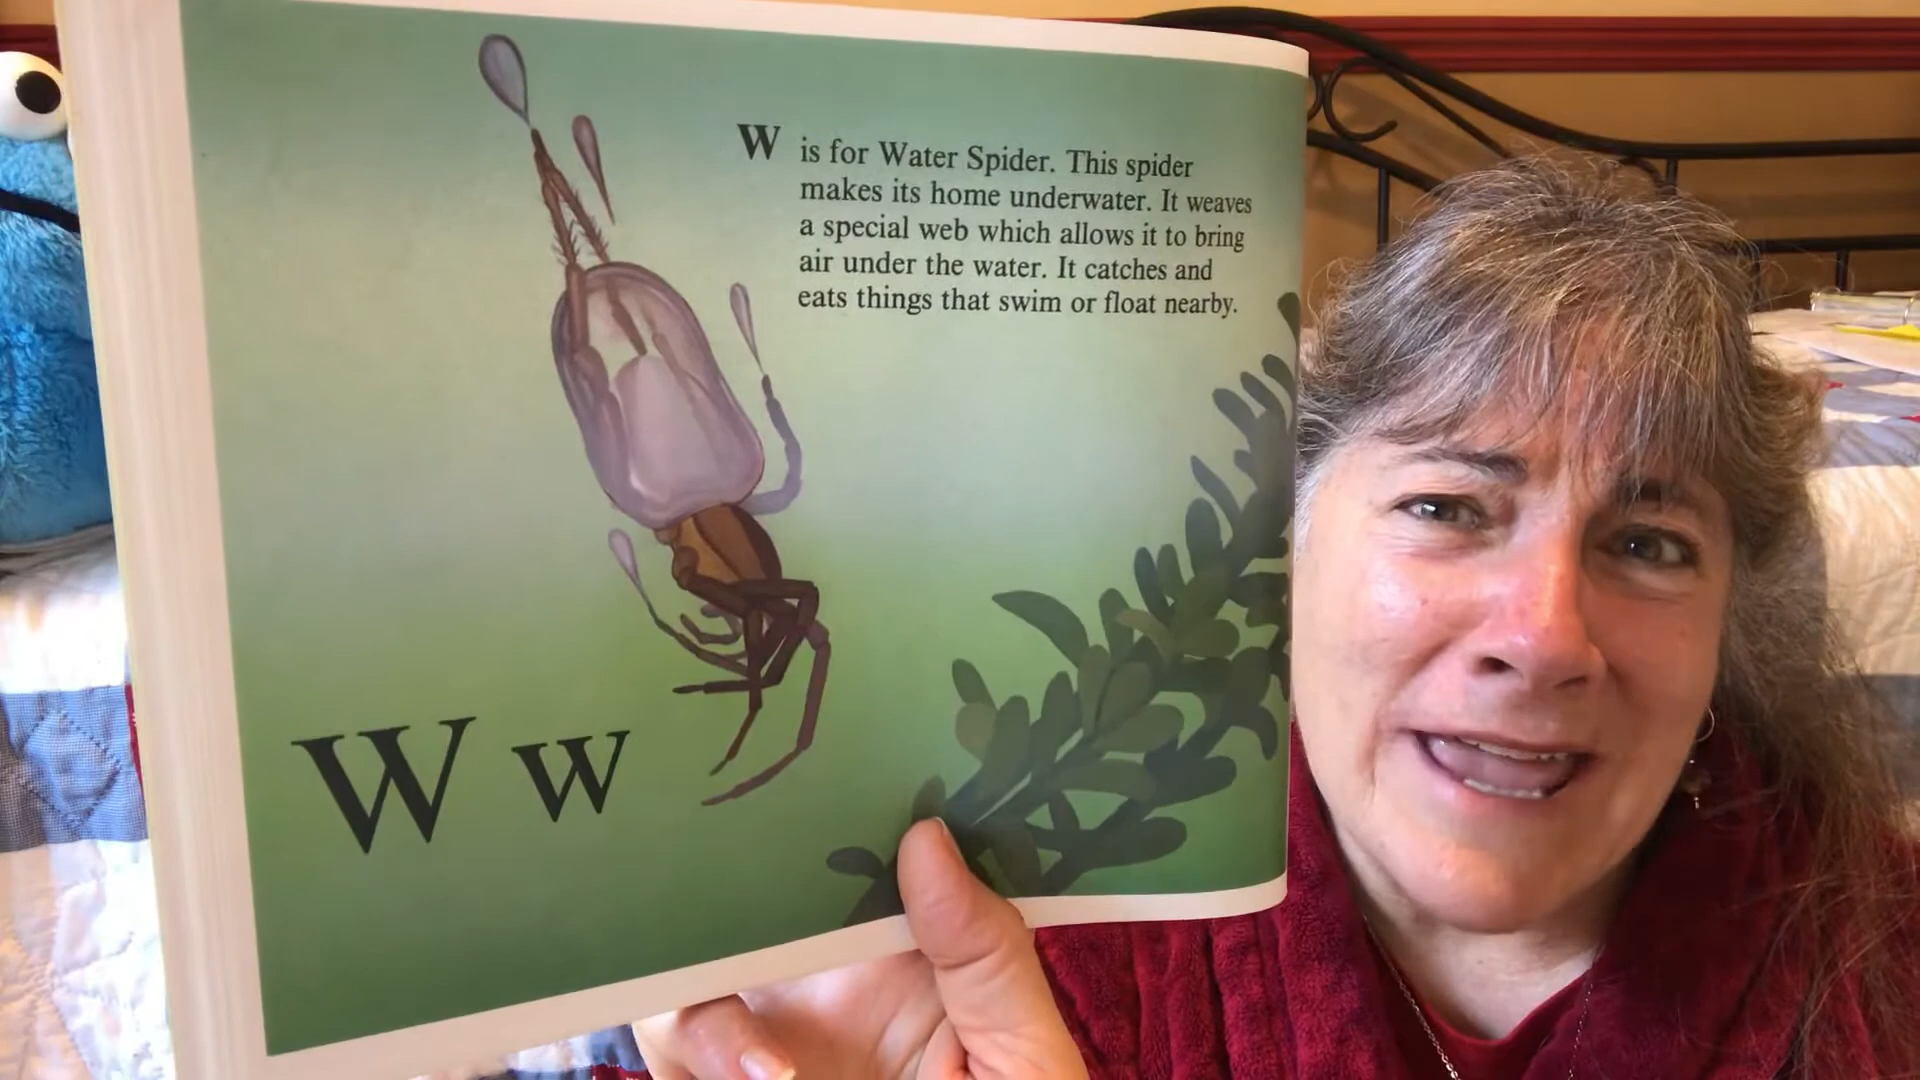 W is for Water Spider. This spider
makes its home underwater. It weaves
a special web which allows it to bring
air under the water. It catches and
eats things that swim or float nearby.
W w